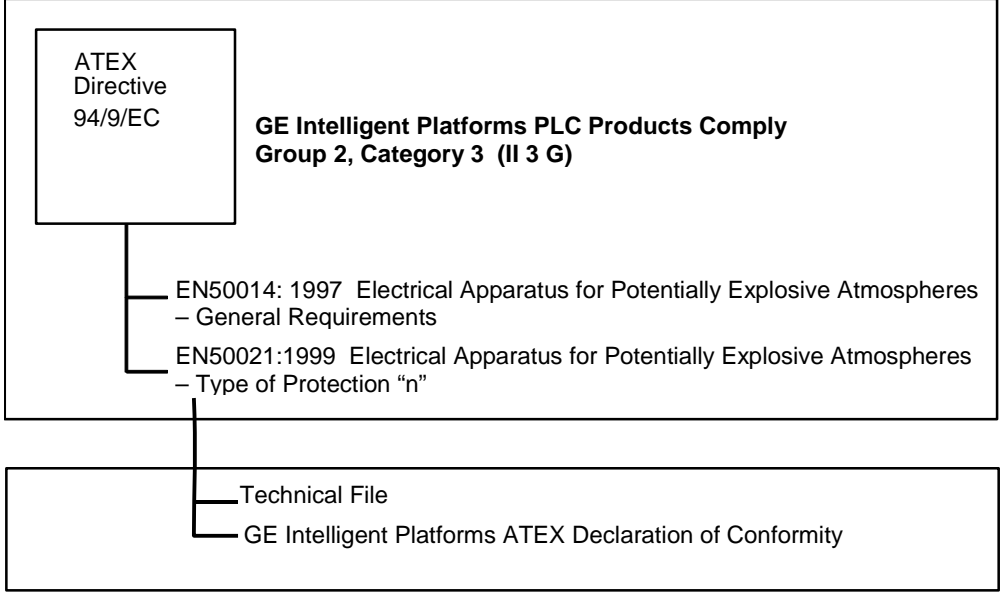 ATEX
Directive
94/9/EC
GE Intelligent Platforms PLC Products Comply
Group 2, Category 3 (II 3 G)
EN50014: 1997 Electrical Apparatus for Potentially Explosive Atmospheres
– General Requirements
EN50021:1999 Electrical Apparatus for Potentially Explosive Atmospheres
– Type of Protection “n”
Technical File
GE Intelligent Platforms ATEX Declaration of Conformity